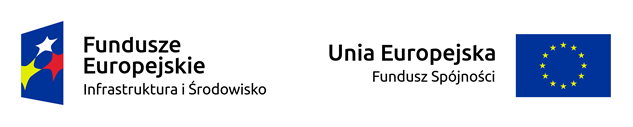 Fundusze
Europejskie
Infrastruktura i Środowisko
Unia Europejska
Fundusz Spójności